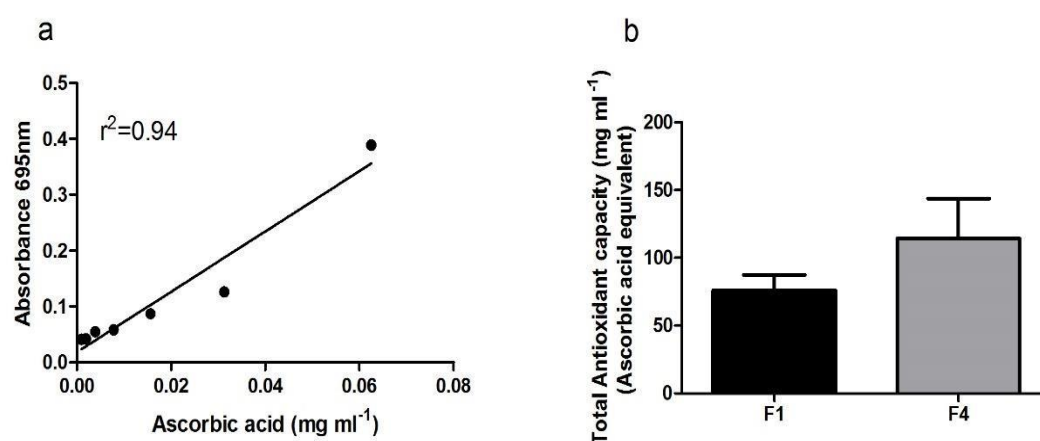 a
0.5
0.4
0.3
0.2
0.1
0.0
r²=0.94
Absorbance 695nm
0.00 0.02 0.04 0.06 0.08
Ascorbic acid (mg ml⁻¹)
b
200
150
100
50
0
Total Antioxidant capacity (mg ml⁻¹)
(Ascorbic acid equivalent)
F1 F4